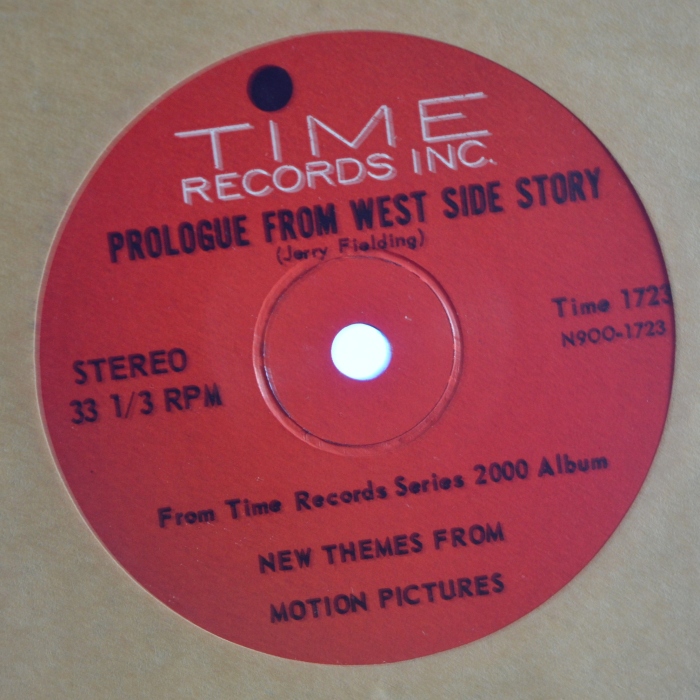 TIME
RECORDS INC.
PROLOGUE FROM WEST SIDE STORY
(Jerry Fielding)
Time 1723
N900-1723
STEREO
33 1/3 RPM
From Time Records Series 2000 Album
NEW THEMES FROM
MOTION PICTURES